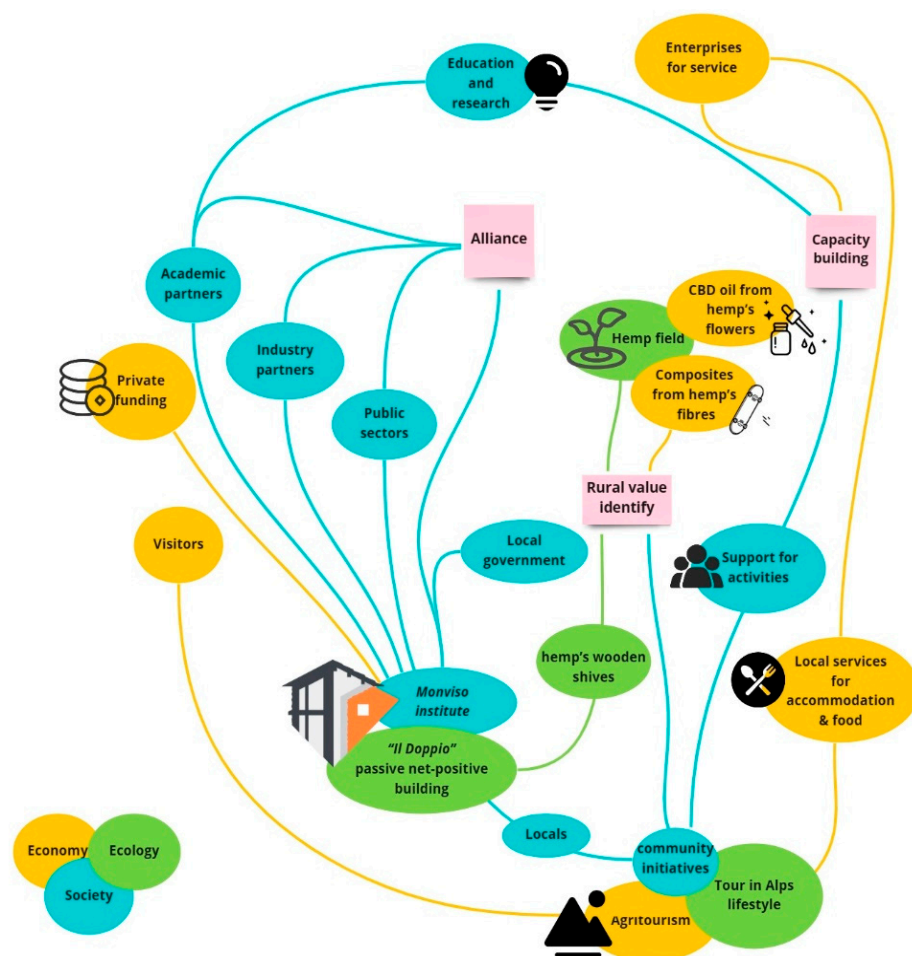 Enterprises
for service
Education
and
research
Alliance
Capacity
building
Academic
partners
CBD oil from
hemp's
flowers
Hemp field
Industry
partners
Private
funding
Composites
from hemp's
fibres
Public
sectors
Rural value
identify
Visitors
Local
government
Support for
activities
hemp's wooden
shives
Local services
for
accommodation
& food
Monviso
institute
"Il Doppio"
passive net-positive
building
Locals
community
initiatives
Economy
Ecology
Society
Tour in Alps
lifestyle
Agritourism